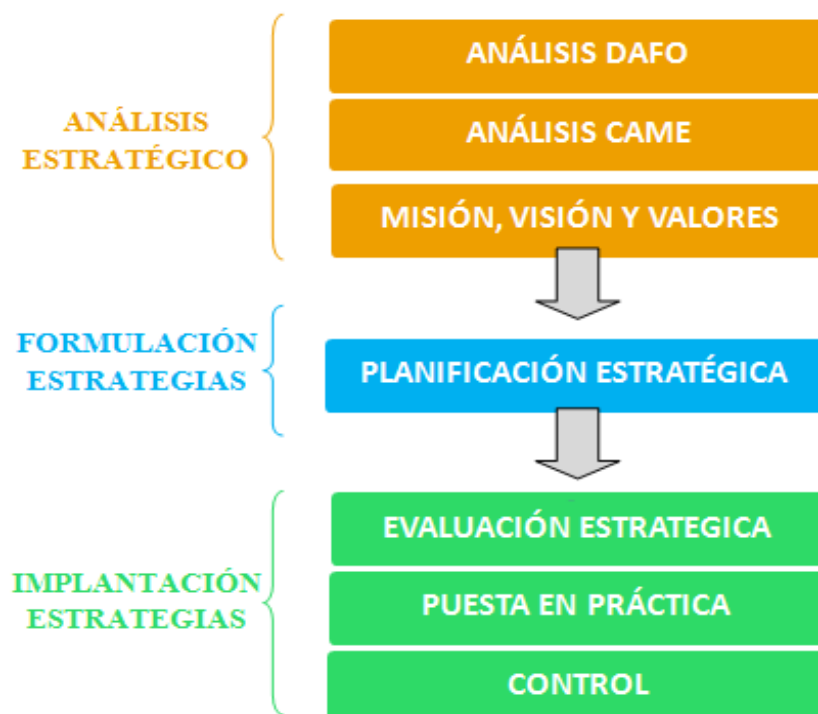 ANÁLISIS
ESTRATÉGICO
ANÁLISIS DAFO
ANÁLISIS CAME
MISIÓN, VISIÓN Y VALORES
FORMULACIÓN
ESTRATEGIAS
PLANIFICACIÓN ESTRATÉGICA
IMPLANTACIÓN
ESTRATEGIAS
EVALUACIÓN ESTRATEGICA
PUESTA EN PRÁCTICA
CONTROL